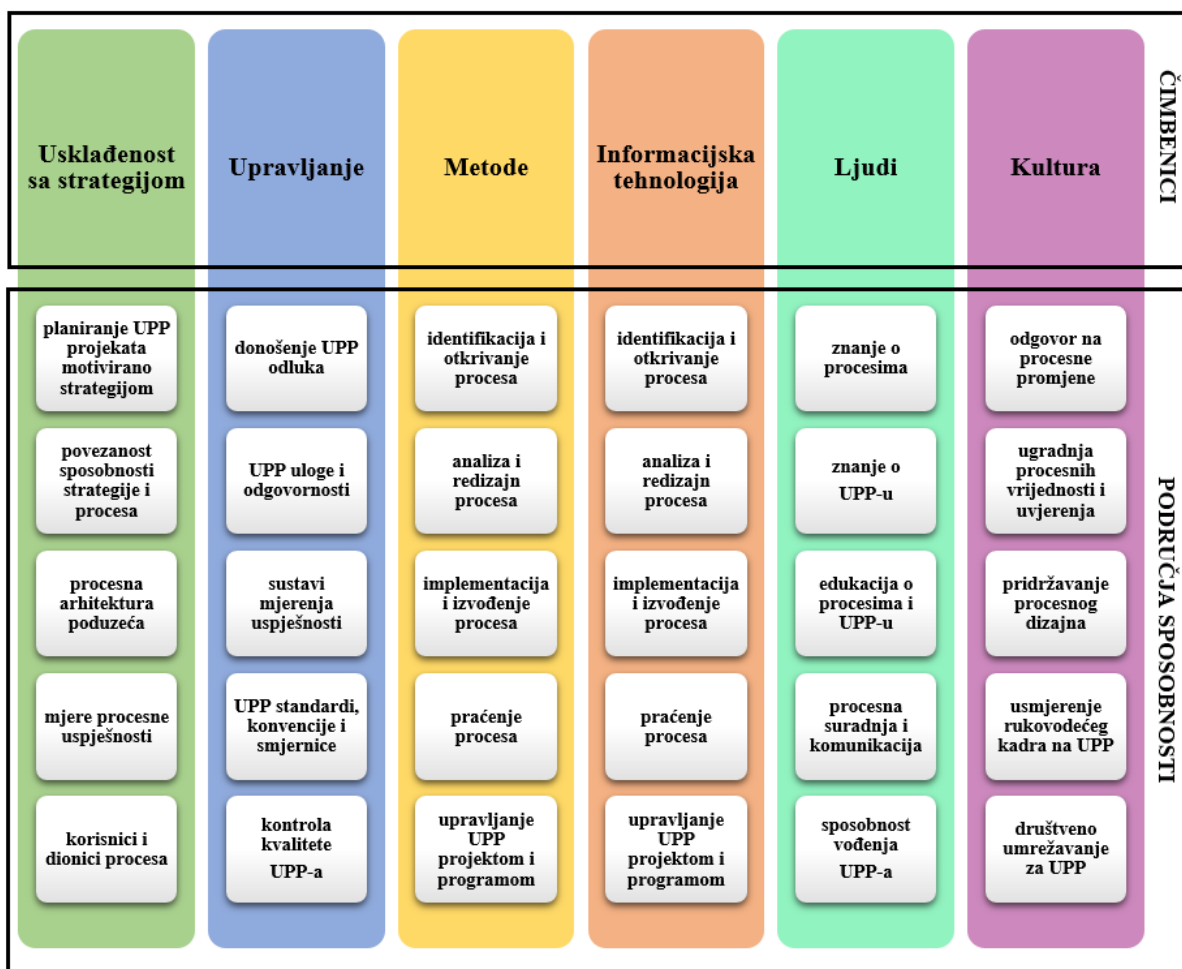 Usklađenost
sa strategijom
Upravljanje
Metode
Informacijska
tehnologija
Ljudi
Kultura
ČIMBENICI
planiranje UPP
projekata
motivirano
strategijom
donošenje UPP
odluka
identifikacija i
otkrivanje
procesa
identifikacija i
otkrivanje
procesa
znanje o
procesima
odgovor na
procesne
promjene
povezanost
sposobnosti
strategije i
procesa
UPP uloge i
odgovornosti
analiza i
redizajn
procesa
analiza i
redizajn
procesa
znanje o
UPP-u
ugradnja
procesnih
vrijednosti i
uvjerenja
procesna
arhitektura
poduzeća
sustavi
mjerenja
uspješnosti
implementacija
i izvođenje
procesa
implementacija
i izvođenje
procesa
edukacija o
procesima i
UPP-u
pridržavanje
procesnog
dizajna
mjere procesne
uspješnosti
UPP standardi,
konvencije i
smjernice
praćenje
procesa
praćenje
procesa
procesna
suradnja i
komunikacija
usmjerenje
rukovodećeg
kadra na UPP
korisnici i
dionici procesa
kontrola
kvalitete
UPP-a
upravljanje
UPP
projektom i
programom
upravljanje
UPP
projektom i
programom
sposobnost
vođenja
UPP-a
društveno
umrežavanje
za UPP
PODRUČJA SPOSOBNOSTI